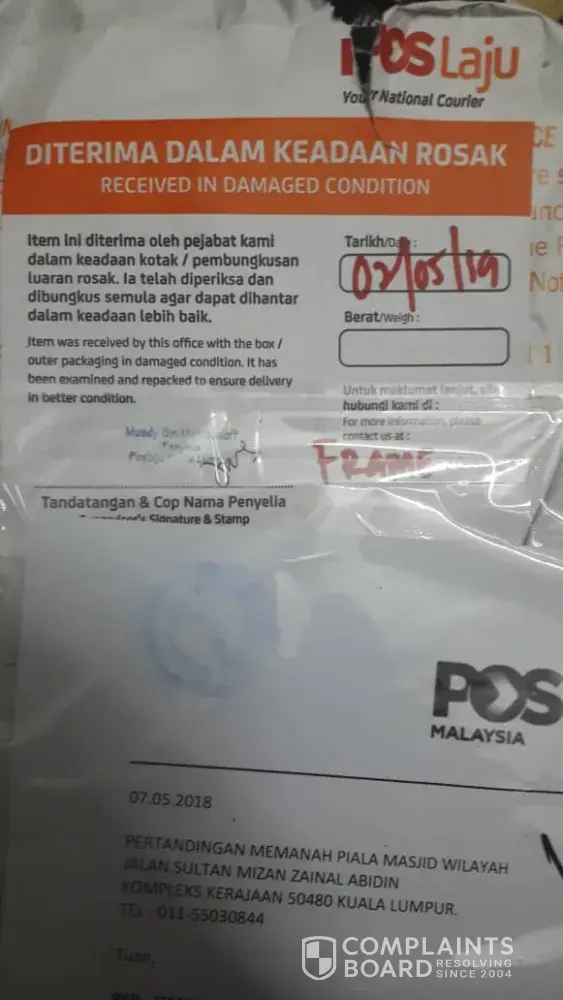 POS Laju
Your National Courier
DITERIMA DALAM KEADAAN ROSAK
RECEIVED IN DAMAGED CONDITION
Item ini diterima oleh pejabat kami
dalam keadaan kotak / pembungkusan
luaran rosak. Ia telah diperiksa dan
dibungkus semula agar dapat dihantar
dalam keadaan lebih baik.
Item was received by this office with the box /
outer packaging in damaged condition. It has
been examined and repacked to ensure delivery
in better condition.
Tarikh/Date :
02/05/19
Berat/Weigh :
Untuk maklumat lanjut, sila
hubungi kami di :
For more information, please
contact us at :
FRAME
Tandatangan & Cop Nama Penyelia
Signature & Stamp
POS
MALAYSIA
07.05.2018
PERTANDINGAN MEMANAH PIALA MASJID WILAYAH
JALAN SULTAN MIZAN ZAINAL ABIDIN
KOMPLEKS KERAJAAN 50480 KUALA LUMPUR.
TEL : 011-55030844
Tuan,
COMPLAINTS
BOARD RESOLVING
SINCE 2004